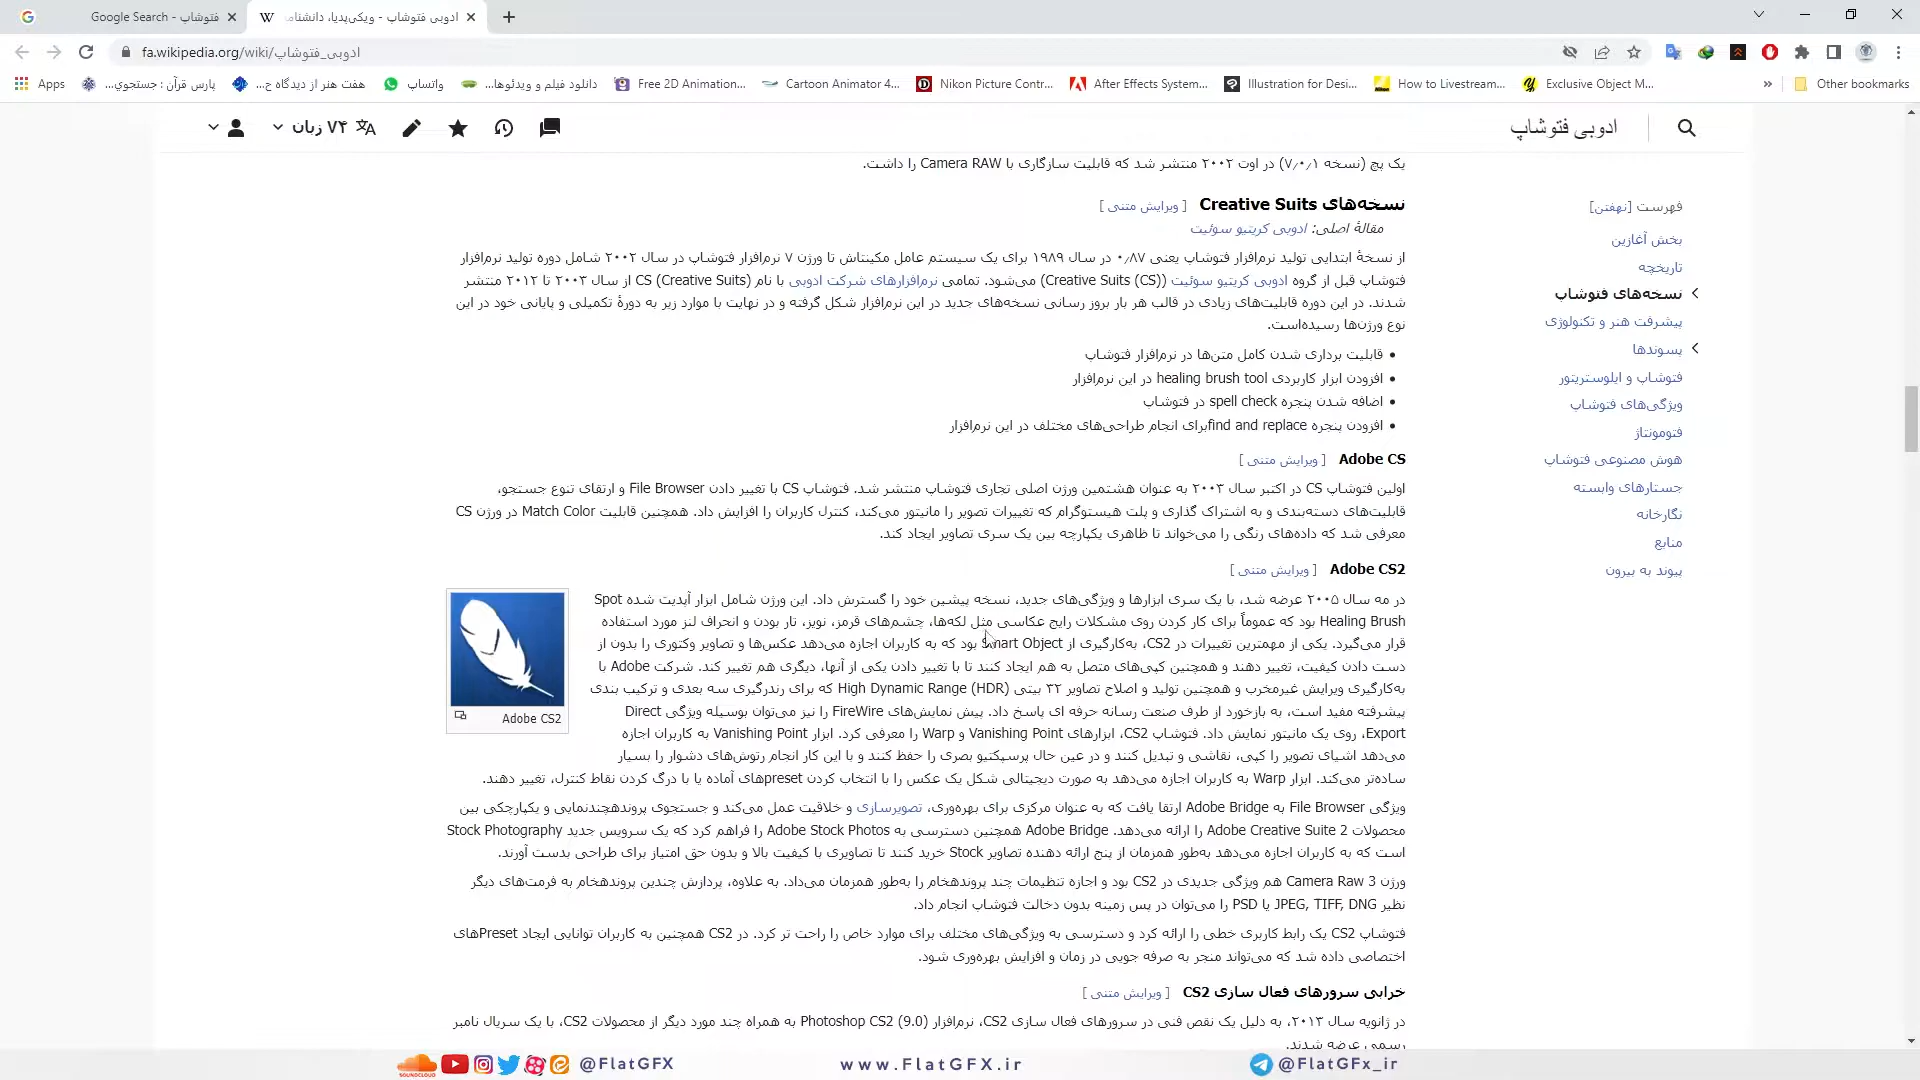 فتوشاپ - Google Search
ادوبی فتوشاپ - ویکی‌پدیا، دانشنامهٔ
fa.wikipedia.org/wiki/ادوبی_فتوشاپ
Apps
پارس قرآن : جستجوی...
هفت هنر از دیدگاه ح...
واتساپ
دانلود فیلم و ویدئوها...
Free 2D Animation...
Cartoon Animator 4...
Nikon Picture Contr...
After Effects System...
Illustration for Desi...
How to Livestream...
Exclusive Object M...
»
Other bookmarks
ادوبی فتوشاپ
۷۴ زبان
یک پچ (نسخه ۷٫۰٫۱) در اوت ۲۰۰۲ منتشر شد که قابلیت سازگاری با Camera RAW را داشت.
نسخه‌های Creative Suits [ ویرایش متنی ]
مقالهٔ اصلی: ادوبی کریتیو سوئیت
از نسخهٔ ابتدایی تولید نرم‌افزار فتوشاپ یعنی ۰٫۸۷ در سال ۱۹۸۹ برای یک سیستم عامل مکینتاش تا ورژن ۷ نرم‌افزار فتوشاپ در سال ۲۰۰۲ شامل دوره تولید نرم‌افزار
فتوشاپ قبل از گروه ادوبی کریتیو سوئیت (Creative Suits (CS)) می‌شود. تمامی نرم‌افزارهای شرکت ادوبی با نام CS (Creative Suits) از سال ۲۰۰۳ تا ۲۰۱۲ منتشر
شدند. در این دوره قابلیت‌های زیادی در قالب هر بار بروز رسانی نسخه‌های جدید در این نرم‌افزار شکل گرفته و در نهایت با موارد زیر به دورهٔ تکمیلی و پایانی خود در این
نوع ورژن‌ها رسیده‌است.
• قابلیت برداری شدن کامل متن‌ها در نرم‌افزار فتوشاپ
• افزودن ابزار کاربردی healing brush tool در این نرم‌افزار
• اضافه شدن پنجره spell check در فتوشاپ
• افزودن پنجره find and replaceبرای انجام طراحی‌های مختلف در این نرم‌افزار
Adobe CS [ ویرایش متنی ]
اولین فتوشاپ CS در اکتبر سال ۲۰۰۳ به عنوان هشتمین ورژن اصلی تجاری فتوشاپ منتشر شد. فتوشاپ CS با تغییر دادن File Browser و ارتقای تنوع جستجو،
قابلیت‌های دسته‌بندی و به اشتراک گذاری و پلت هیستوگرام که تغییرات تصویر را مانیتور می‌کند، کنترل کاربران را افزایش داد. همچنین قابلیت Match Color در ورژن CS
معرفی شد که داده‌های رنگی را می‌خواند تا ظاهری یکپارچه بین یک سری تصاویر ایجاد کند.
Adobe CS2 [ ویرایش متنی ]
در مه سال ۲۰۰۵ عرضه شد، با یک سری ابزارها و ویژگی‌های جدید، نسخه پیشین خود را گسترش داد. این ورژن شامل ابزار آپدیت شده Spot
Healing Brush بود که عموماً برای کار کردن روی مشکلات رایج عکاسی مثل لکه‌ها، چشم‌های قرمز، نویز، تار بودن و انحراف لنز مورد استفاده
قرار می‌گیرد. یکی از مهمترین تغییرات در CS2، به‌کارگیری از Smart Object بود که به کاربران اجازه می‌دهد عکس‌ها و تصاویر وکتوری را بدون از
دست دادن کیفیت، تغییر دهند و همچنین کپی‌های متصل به هم ایجاد کنند تا با تغییر دادن یکی از آنها، دیگری هم تغییر کند. شرکت Adobe با
به‌کارگیری ویرایش غیرمخرب و همچنین تولید و اصلاح تصاویر ۳۲ بیتی High Dynamic Range (HDR) که برای رندرگیری سه بعدی و ترکیب بندی
پیشرفته مفید است، به بازخورد از طرف صنعت رسانه حرفه ای پاسخ داد. پیش نمایش‌های FireWire را نیز می‌توان بوسیله ویژگی Direct
Export، روی یک مانیتور نمایش داد. فتوشاپ CS2، ابزارهای Vanishing Point و Warp را معرفی کرد. ابزار Vanishing Point به کاربران اجازه
می‌دهد اشیای تصویر را کپی، نقاشی و تبدیل کنند و در عین حال پرسپکتیو بصری را حفظ کنند و با این کار انجام رتوش‌های دشوار را بسیار
ساده‌تر می‌کند. ابزار Warp به کاربران اجازه می‌دهد به صورت دیجیتالی شکل یک عکس را با انتخاب کردن presetهای آماده یا با درگ کردن نقاط کنترل، تغییر دهند.
Adobe CS2
ویژگی File Browser به Adobe Bridge ارتقا یافت که به عنوان مرکزی برای بهره‌وری، تصویرسازی و خلاقیت عمل می‌کند و جستجوی پرونده‌چندنمایی و یکپارچکی بین
محصولات Adobe Creative Suite 2 را ارائه می‌دهد. Adobe Bridge همچنین دسترسی به Adobe Stock Photos را فراهم کرد که یک سرویس جدید Stock Photography
است که به کاربران اجازه می‌دهد به‌طور همزمان از پنج ارائه دهنده تصاویر Stock خرید کنند تا تصاویری با کیفیت بالا و بدون حق امتیاز برای طراحی بدست آورند.
ورژن Camera Raw 3 هم ویژگی جدیدی در CS2 بود و اجازه تنظیمات چند پرونده‌خام را به‌طور همزمان می‌داد. به علاوه، پردازش چندین پرونده‌خام به فرمت‌های دیگر
نظیر JPEG, TIFF, DNG یا PSD را می‌توان در پس زمینه بدون دخالت فتوشاپ انجام داد.
فتوشاپ CS2 یک رابط کاربری خطی را ارائه کرد و دسترسی به ویژگی‌های مختلف برای موارد خاص را راحت تر کرد. در CS2 همچنین به کاربران توانایی ایجاد Presetهای
اختصاصی داده شد که می‌تواند منجر به صرفه جویی در زمان و افزایش بهره‌وری شود.
خرابی سرورهای فعال سازی CS2 [ ویرایش متنی ]
در ژانویه سال ۲۰۱۳، به دلیل یک نقص فنی در سرورهای فعال سازی CS2، نرم‌افزار Photoshop CS2 (9.0) به همراه چند مورد دیگر از محصولات CS2، با یک سریال نامبر
رسمی عرضه شدند.
فهرست [نهفتن]
بخش آغازین
تاریخچه
نسخه‌های فتوشاپ
پیشرفت هنر و تکنولوژی
پسوندها
فتوشاپ و ایلوستریتور
ویژگی‌های فتوشاپ
فتومونتاژ
هوش مصنوعی فتوشاپ
جستارهای وابسته
نگارخانه
منابع
پیوند به بیرون
SOUNDCLOUD
@FlatGFX
www.FlatGFX.ir
@FlatGFx_ir